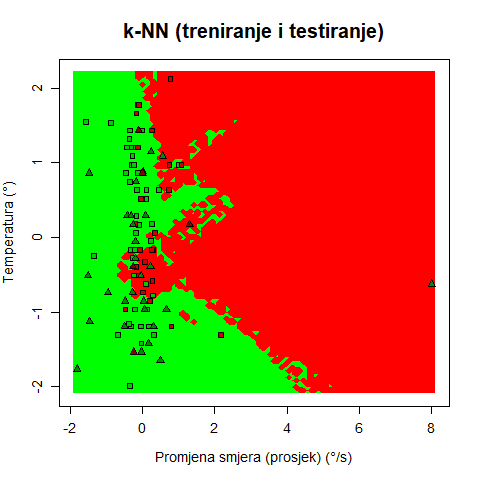 k-NN (treniranje i testiranje)
Temperatura (°)
2
1
0
-1
-2
-2 0 2 4 6 8
Promjena smjera (prosjek) (°/s)